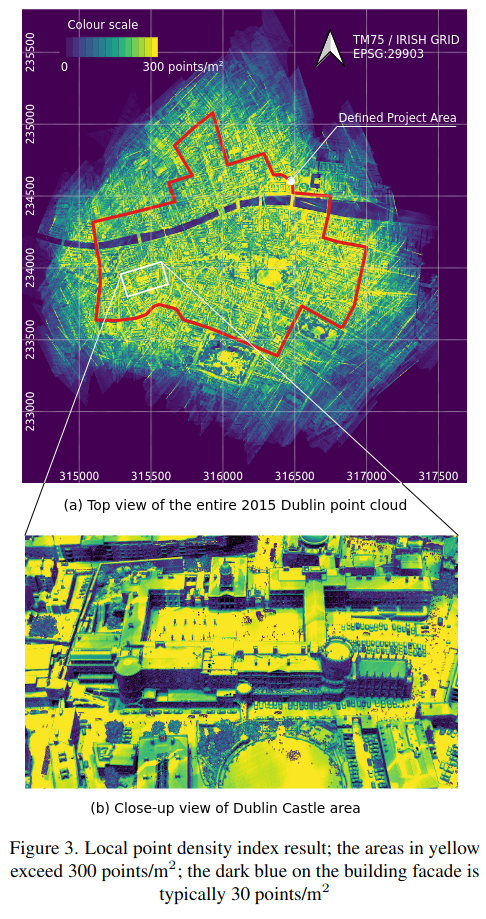 Colour scale
0
300 points/m²
TM75 / IRISH GRID
EPSG:29903
Defined Project Area
235500
235000
234500
234000
233500
233000
315000 315500 316000 316500 317000 317500
(a) Top view of the entire 2015 Dublin point cloud
(b) Close-up view of Dublin Castle area
Figure 3. Local point density index result; the areas in yellow
exceed 300 points/m²; the dark blue on the building facade is
typically 30 points/m²